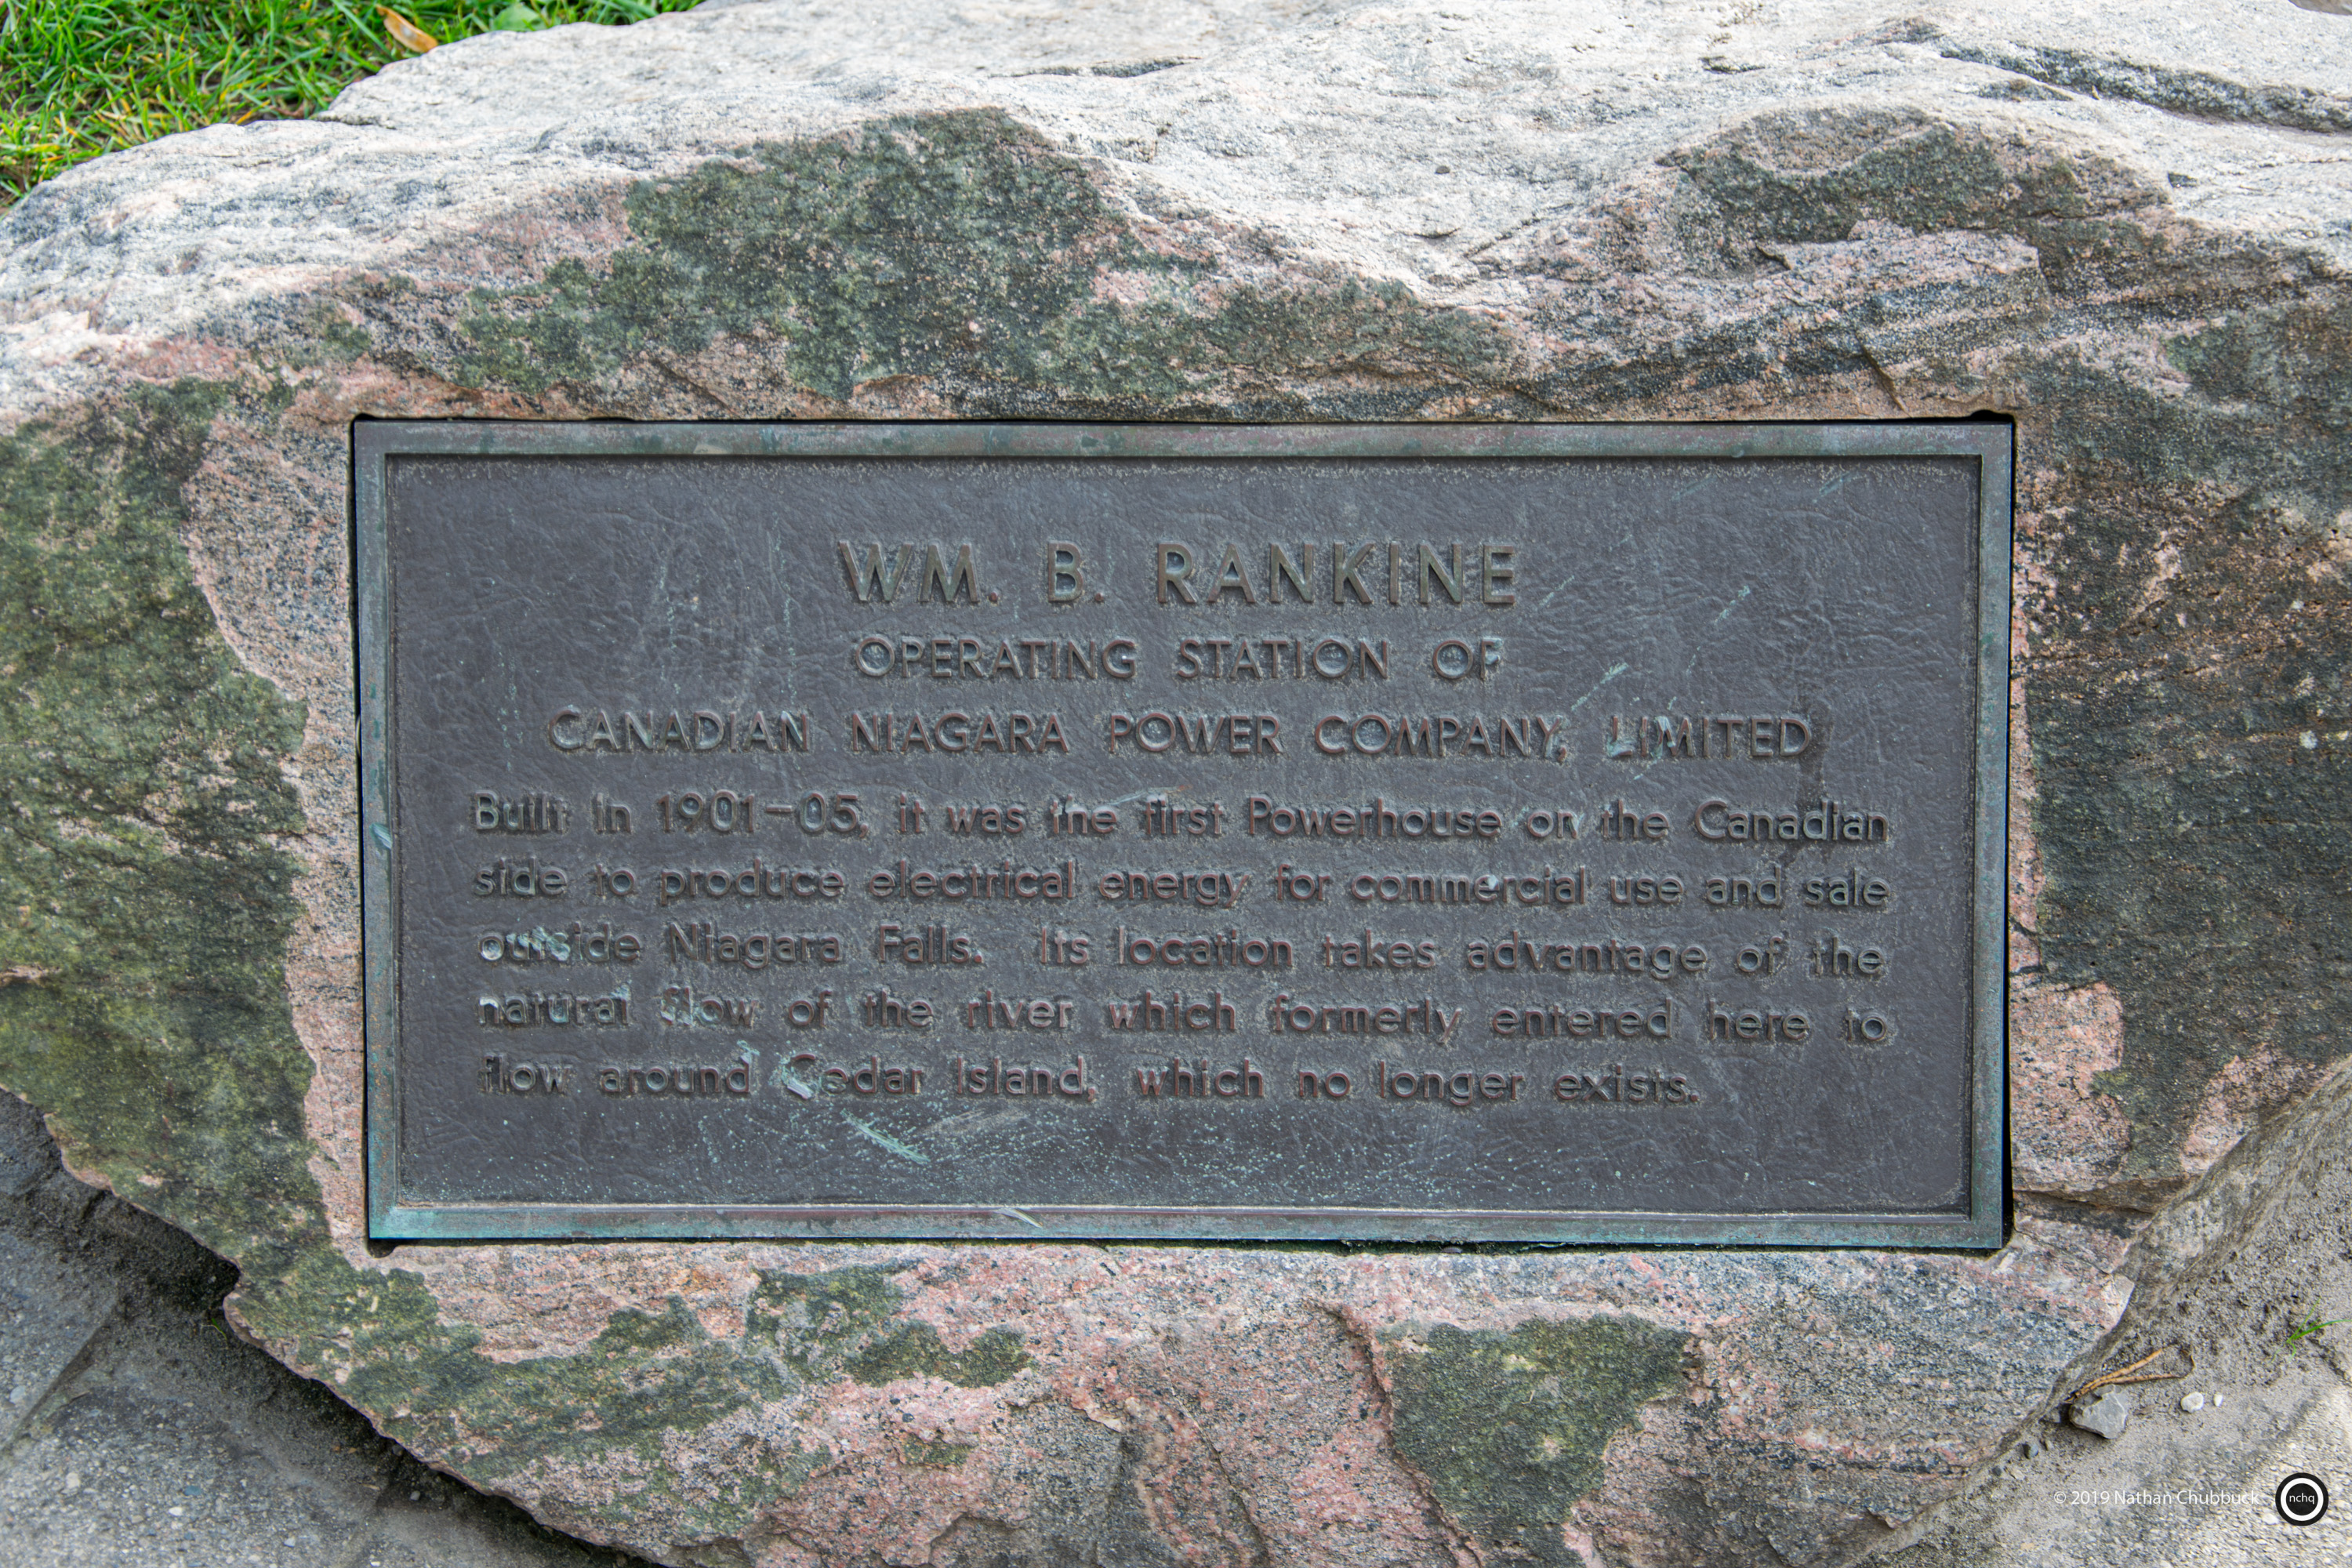 WM. B. RANKINE
OPERATING STATION OF
CANADIAN NIAGARA POWER COMPANY, LIMITED
Built in 1901-05, it was the first Powerhouse on the Canadian
side to produce electrical energy for commercial use and sale
outside Niagara Falls. Its location takes advantage of the
natural flow of the river which formerly entered here to
flow around Cedar Island, which no longer exists.
© 2019 Nathan Chubbuck
nchq